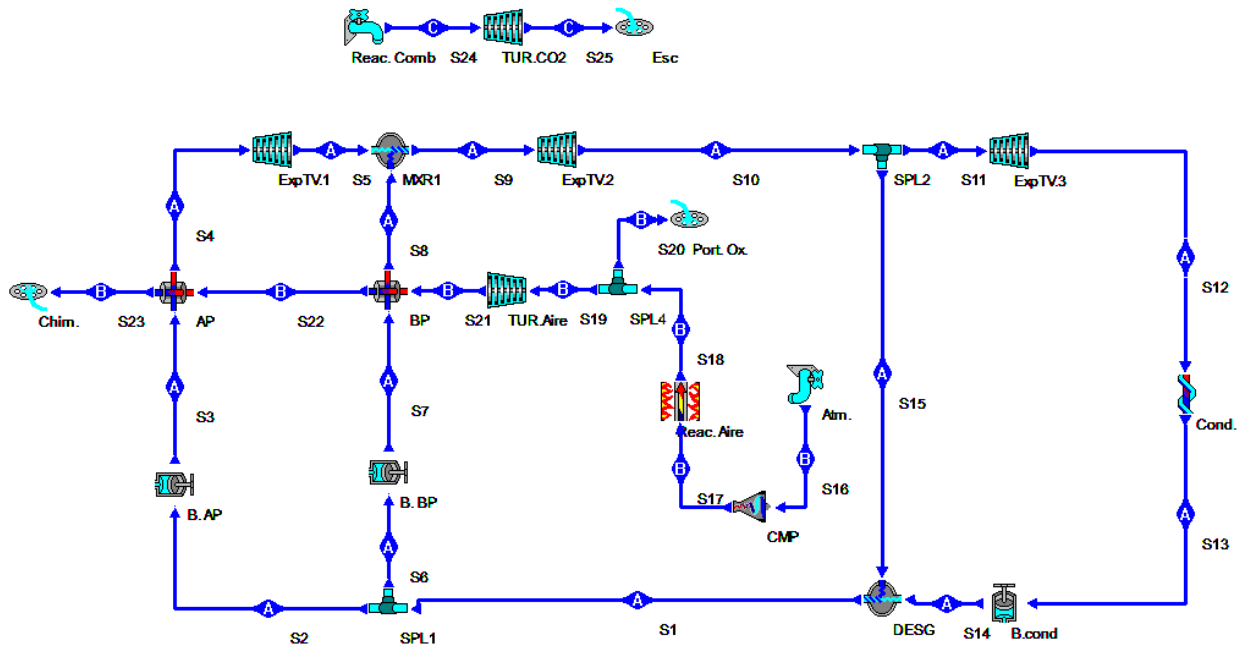 C C
Reac. Comb S24 TUR.CO2 S25 Esc
A A A A
ExpTV.1 S5 MXR1 S9 ExpTV.2 S10 SPL2 S11 ExpTV.3
A A B A
S4 S8 S20 Port. Ox. S12
B B B B
Chim. S23 AP S22 BP S21 TUR.Aire S19 SPL4
B S18
A A A
S3 S7 S15
Reac. Aire Atm. Cond.
B B
S17 S16
B. AP B. BP CMP
A A
S6 S13
A A A
S2 SPL1 S1 DESG S14 B.cond